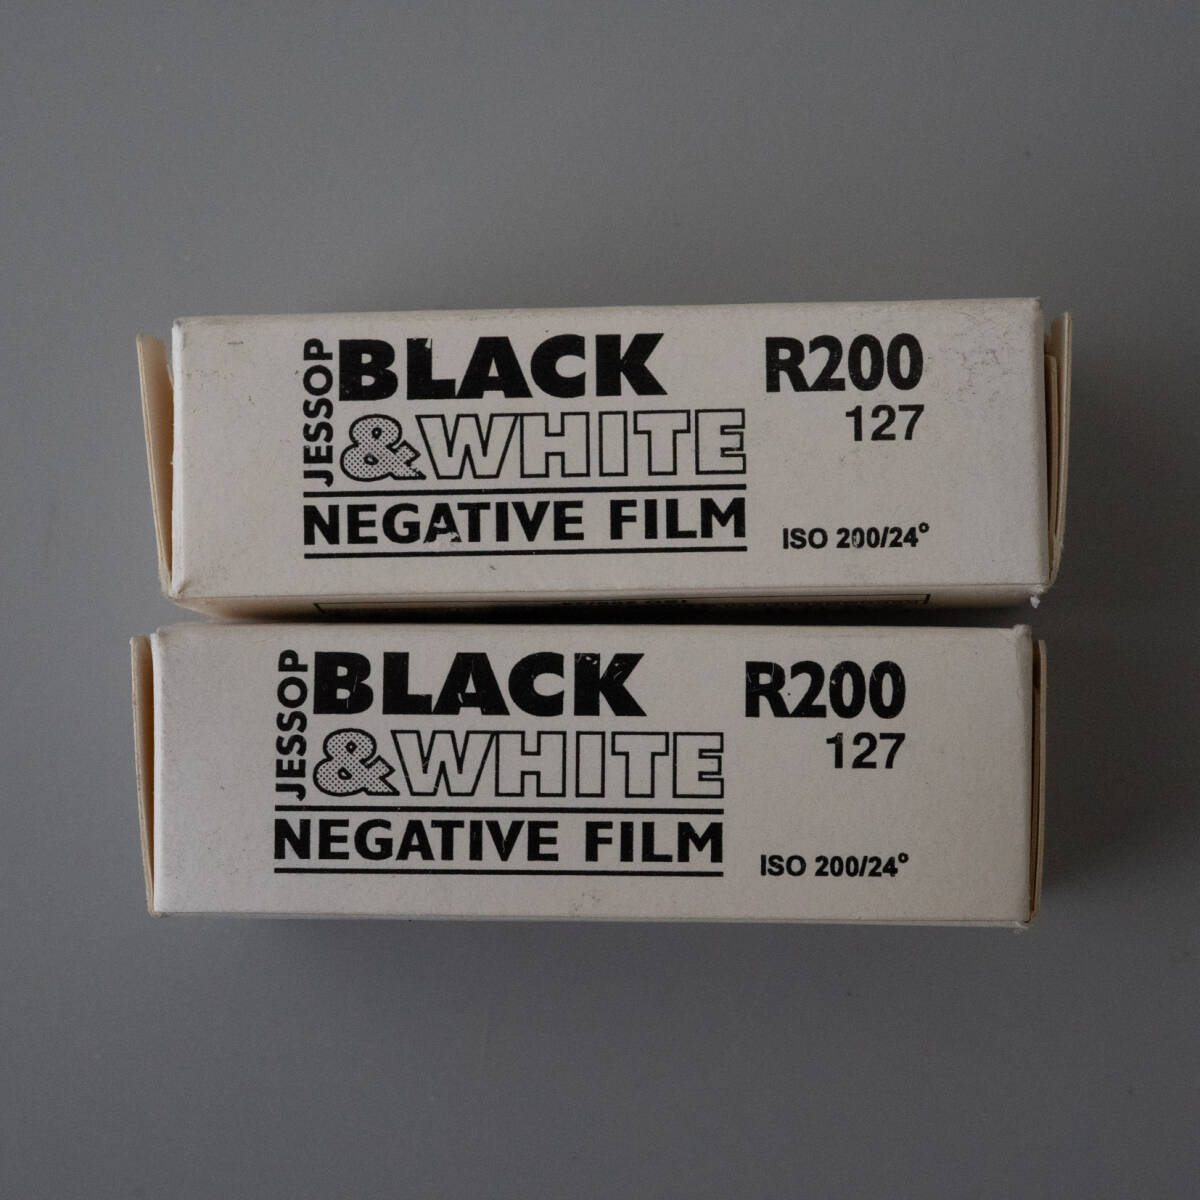 JESSOP
BLACK
& WHITE
NEGATIVE FILM
R200
127
ISO 200/24°
JESSOP
BLACK
& WHITE
NEGATIVE FILM
R200
127
ISO 200/24°